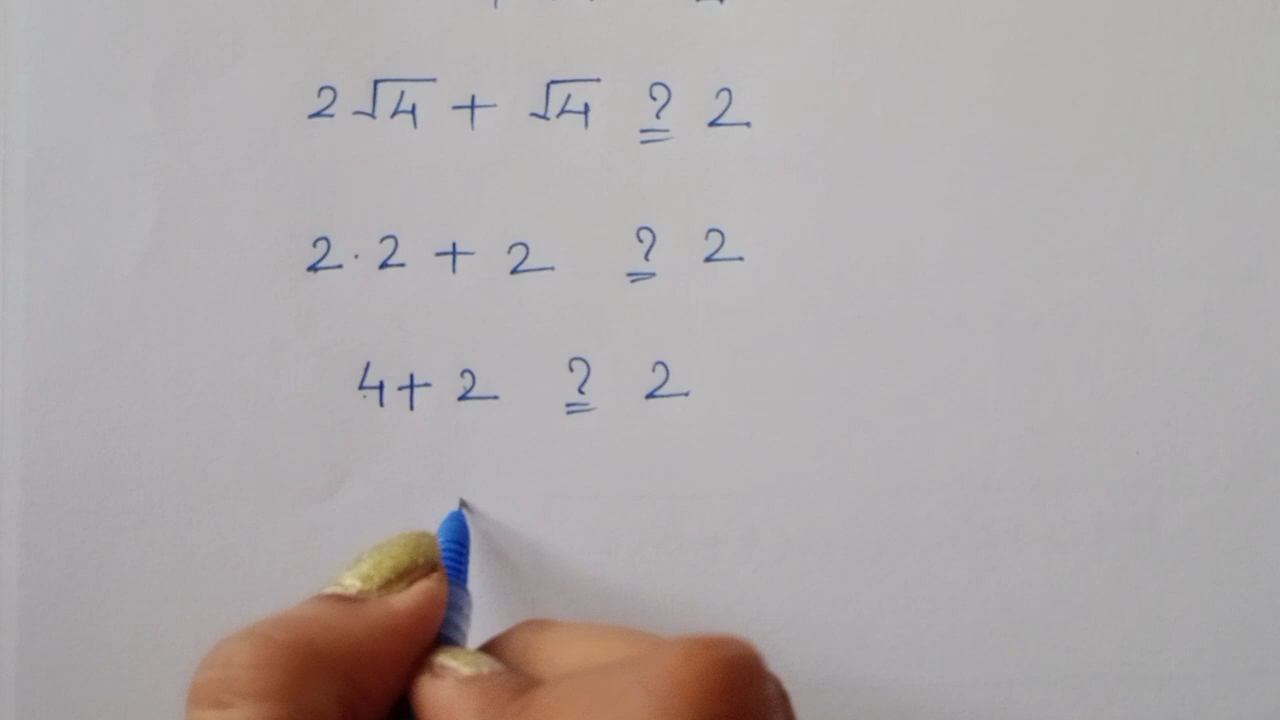 2√4 + √4 ≟ 2
2·2 + 2 ≟ 2
4 + 2 ≟ 2